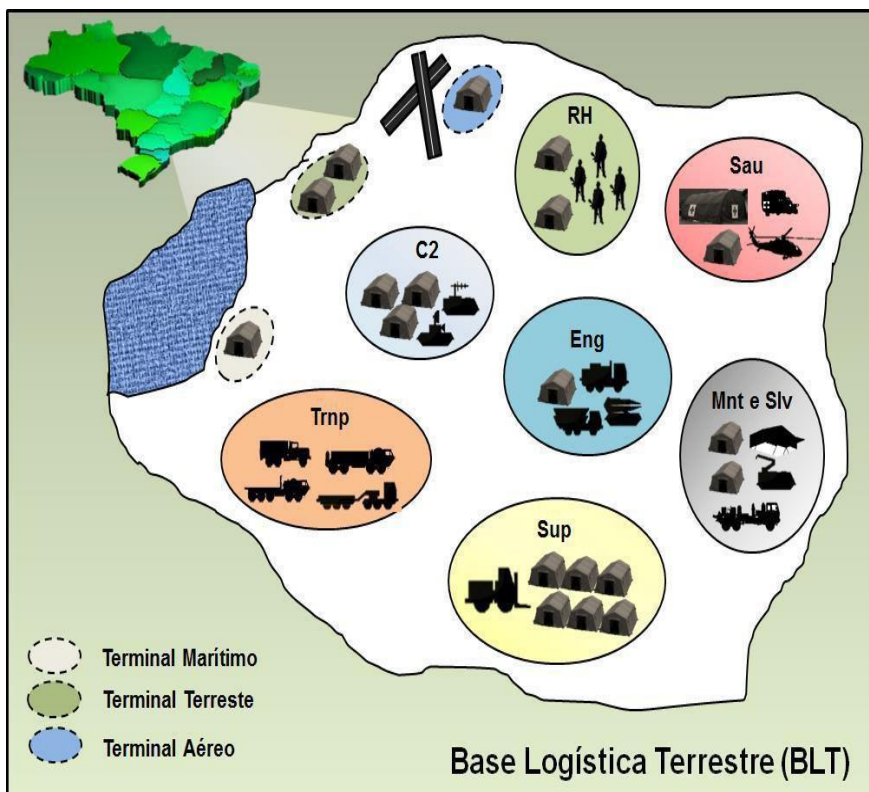 RH
Sau
C2
Eng
Mnt e Slv
Trnp
Sup
Terminal Marítimo
Terminal Terreste
Terminal Aéreo
Base Logística Terrestre (BLT)